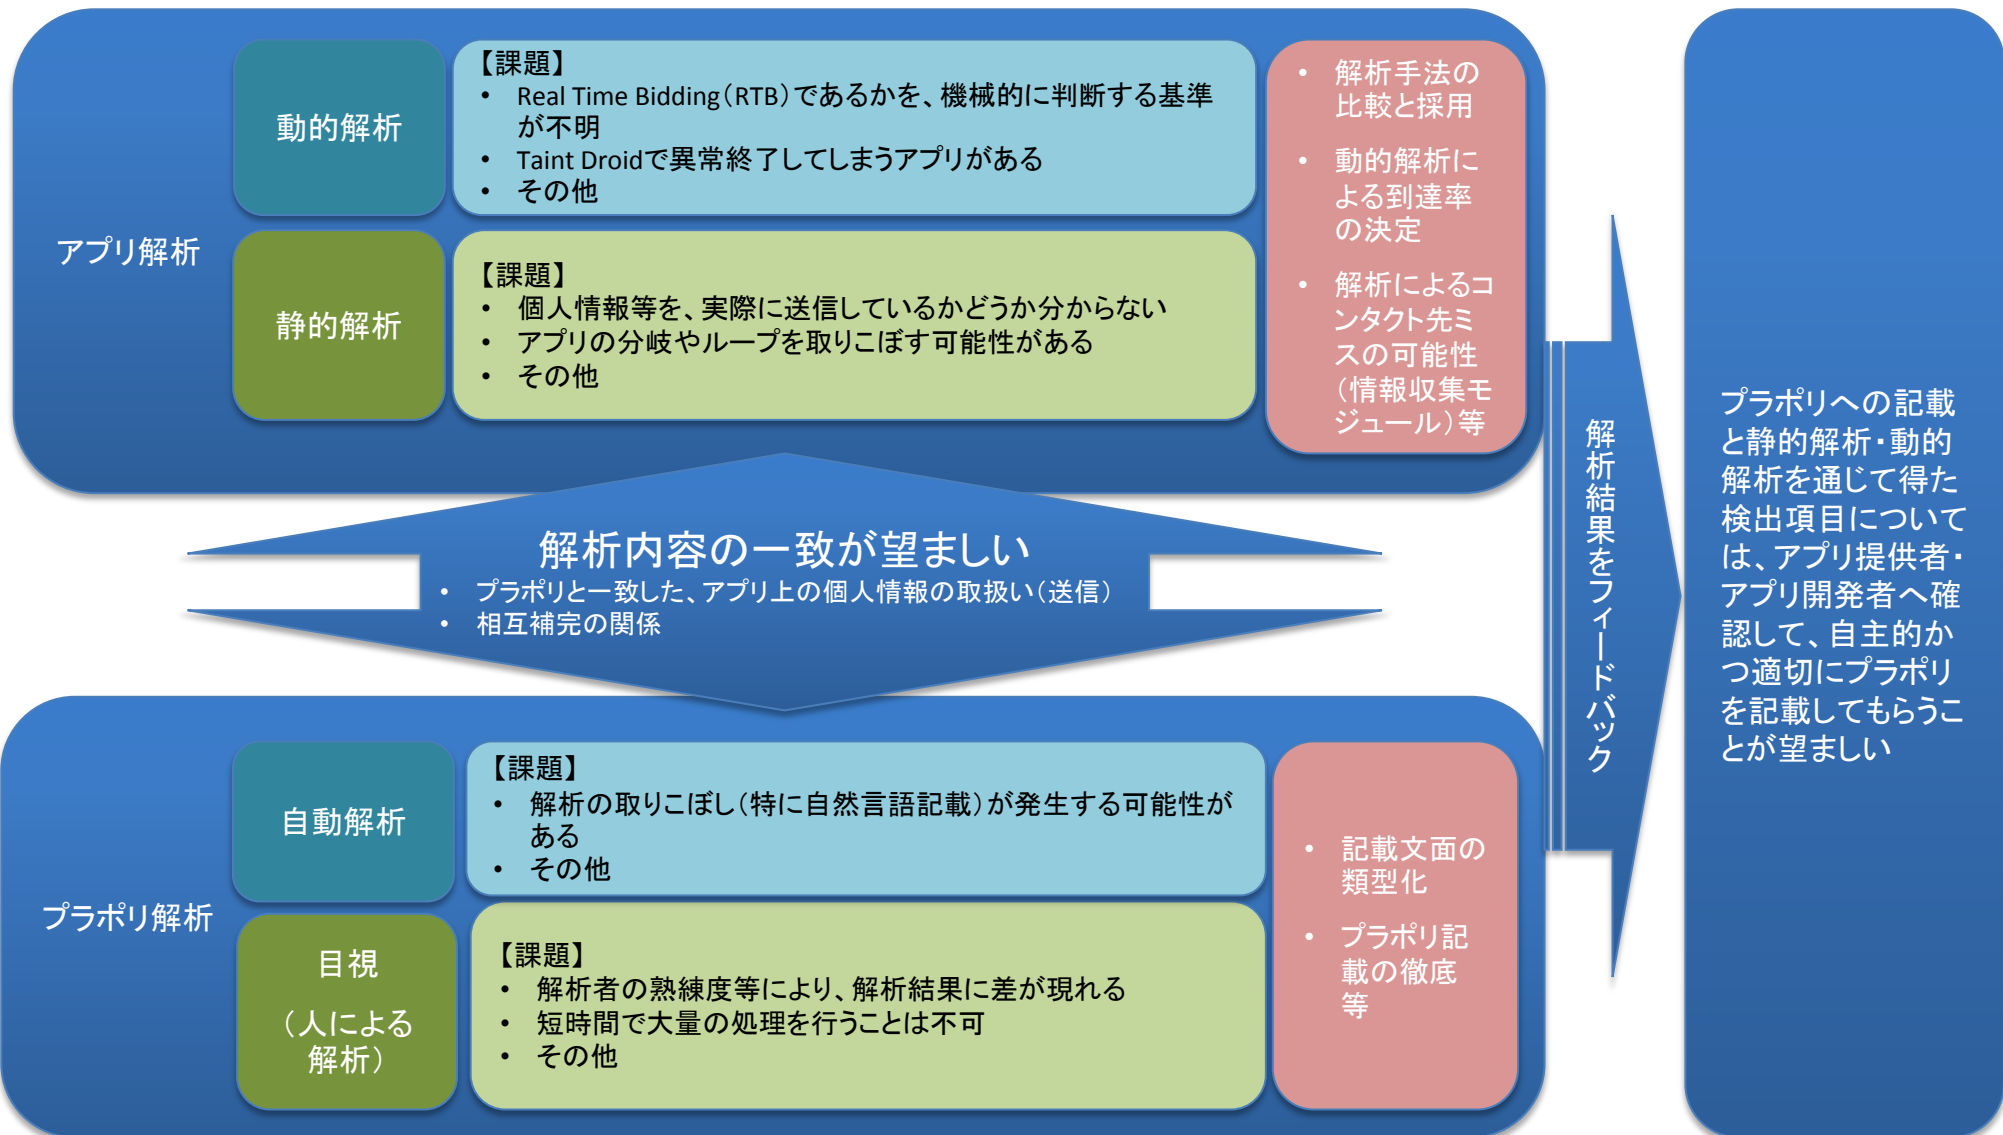 アプリ解析
動的解析
【課題】
• Real Time Bidding（RTB）であるかを、機械的に判断する基準
が不明
• Taint Droidで異常終了してしまうアプリがある
• その他
静的解析
【課題】
• 個人情報等を、実際に送信しているかどうか分からない
• アプリの分岐やループを取りこぼす可能性がある
• その他
• 解析手法の
比較と採用
• 動的解析に
よる到達率
の決定
• 解析によるコ
ンタクト先ミ
スの可能性
（情報収集モ
ジュール）等
解析内容の一致が望ましい
• プラポリと一致した、アプリ上の個人情報の取扱い（送信）
• 相互補完の関係
プラポリ解析
自動解析
【課題】
• 解析の取りこぼし（特に自然言語記載）が発生する可能性が
ある
• その他
目視
（人による
解析）
【課題】
• 解析者の熟練度等により、解析結果に差が現れる
• 短時間で大量の処理を行うことは不可
• その他
• 記載文面の
類型化
• プラポリ記
載の徹底
等
解析結果をフィードバック
プラポリへの記載
と静的解析・動的
解析を通じて得た
検出項目について
は、アプリ提供者・
アプリ開発者へ確
認して、自主的か
つ適切にプラポリ
を記載してもらうこ
とが望ましい